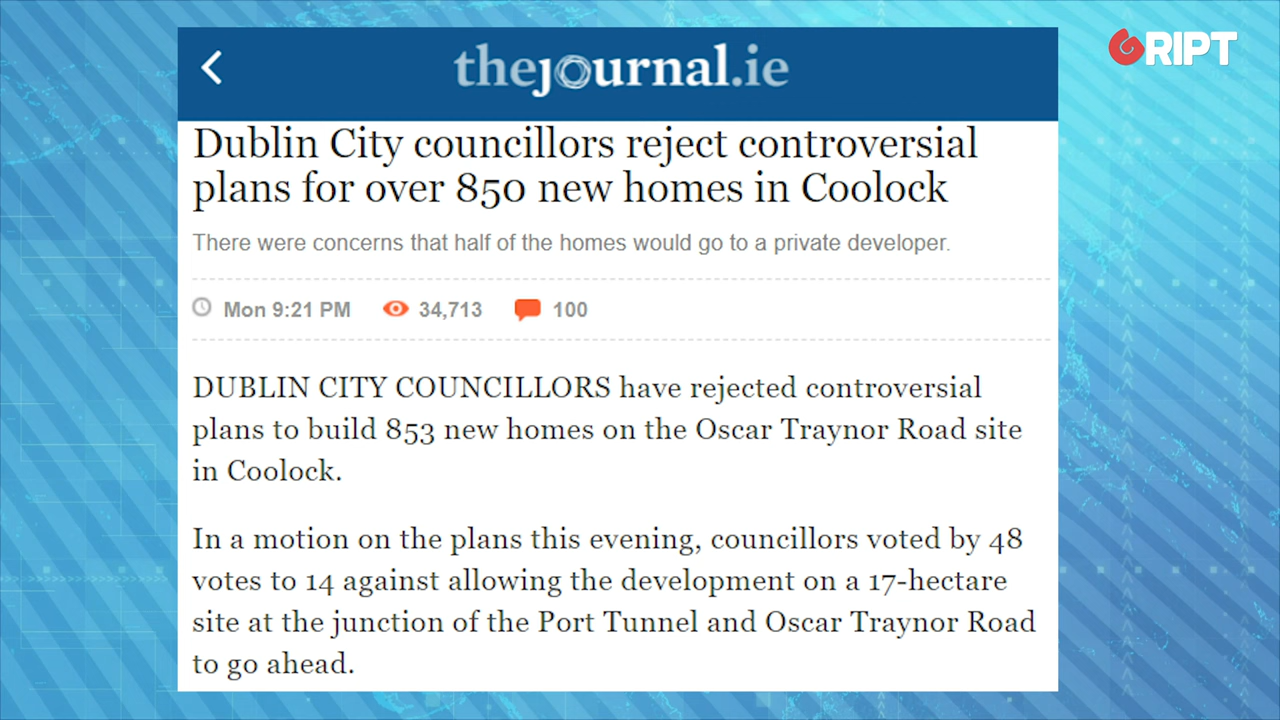 GRIPT
thejournal.ie
Dublin City councillors reject controversial
plans for over 850 new homes in Coolock
There were concerns that half of the homes would go to a private developer.
Mon 9:21 PM 34,713 100
DUBLIN CITY COUNCILLORS have rejected controversial
plans to build 853 new homes on the Oscar Traynor Road site
in Coolock.
In a motion on the plans this evening, councillors voted by 48
votes to 14 against allowing the development on a 17-hectare
site at the junction of the Port Tunnel and Oscar Traynor Road
to go ahead.